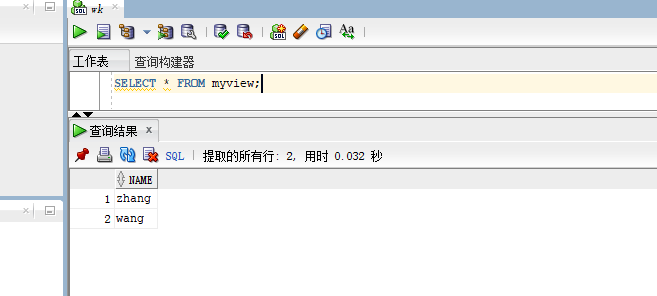 wk
工作表 查询构建器
SELECT * FROM myview;
查询结果
SQL | 提取的所有行: 2, 用时 0.032 秒
NAME
1 zhang
2 wang